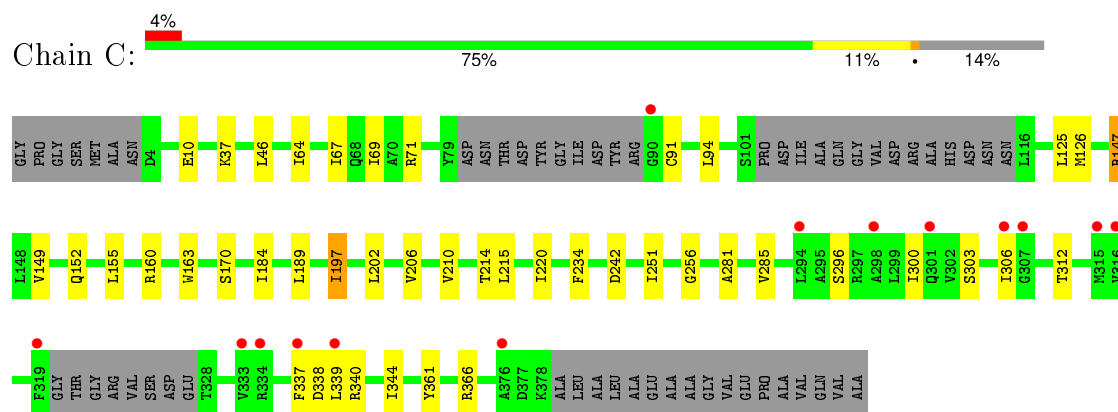 4%
Chain C:
75% 11% • 14%
GLY PRO GLY SER MET ALA ASN D4 E10 K37 L46 I64 I67 Q68 I69 A70 R71 Y79 ASP ASN THR ASP TYR GLY ILE ASP TYR ARG G90 Q91 L94 S101 PRO ASP ILE ALA GLN GLY VAL ASP ARG ALA HIS ASP ASN ASN L116 L125 M126 R147
L148 V149 Q152 L155 R160 W163 S170 I184 L189 I197 L202 V206 V210 T214 L215 I220 F234 D242 I251 G256 A281 V285 L294 A295 S296 R297 A298 L299 I300 Q301 V302 S303 I306 G307 T312 M315 V316
F319 GLY THR GLY ARG VAL SER ASP GLU T328 V333 R334 F337 D338 L339 R340 I344 Y361 R366 A376 D377 K378 ALA LEU ALA LEU ALA GLU ALA ALA GLY VAL GLU PRO ALA VAL GLN VAL ALA